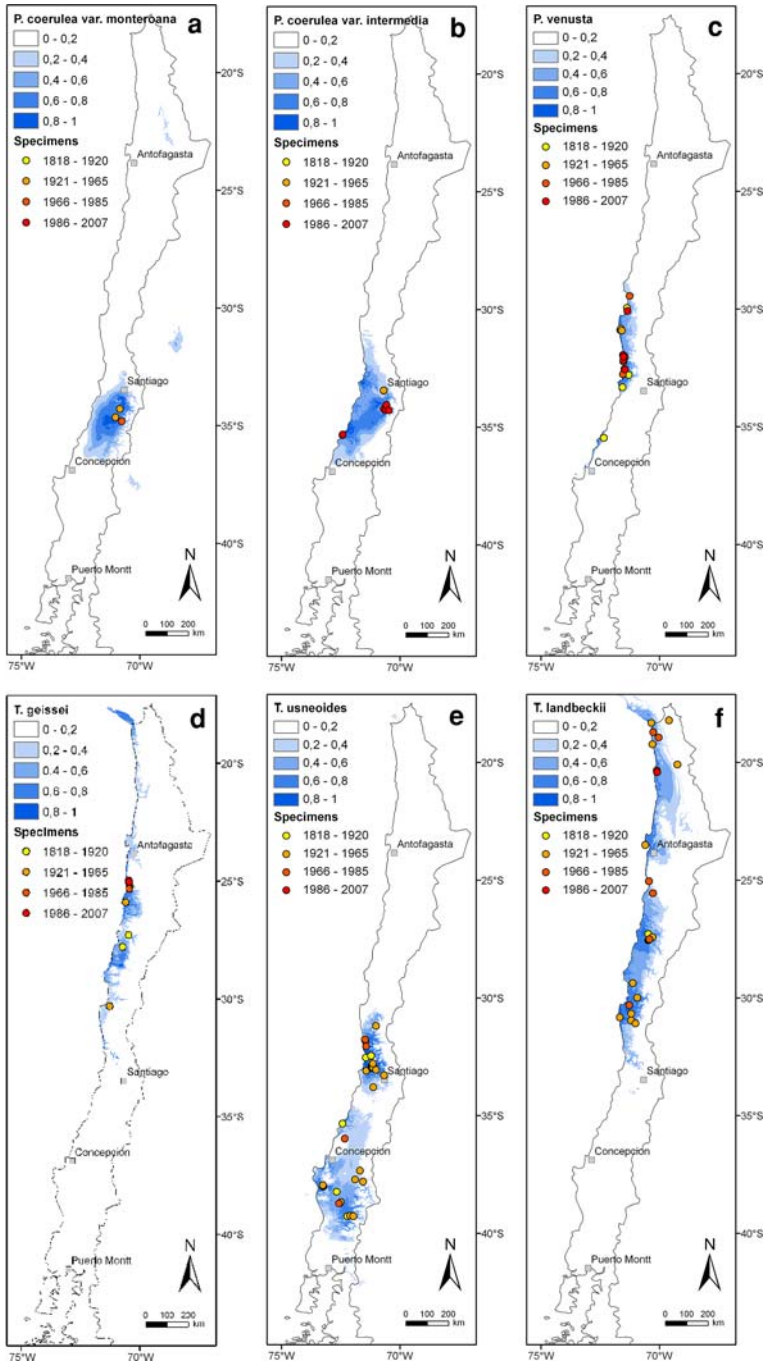 P. coerulea var. monteroana
a
0 - 0,2
0,2 - 0,4
0,4 - 0,6
0,6 - 0,8
0,8 - 1
Specimens
1818 - 1920
1921 - 1965
1966 - 1985
1986 - 2007
Antofagasta
Santiago
Concepción
Puerno Montt
20°S
25°S
30°S
35°S
40°S
N
0 100 200
km
75°W
70°W
P. coerulea var. intermedia
b
0 - 0,2
0,2 - 0,4
0,4 - 0,6
0,6 - 0,8
0,8 - 1
Specimens
1818 - 1920
1921 - 1965
1966 - 1985
1986 - 2007
Antofagasta
Santiago
Concepción
Puerno Montt
20°S
25°S
30°S
35°S
40°S
N
0 100 200
km
75°W
70°W
P. venusta
c
0 - 0,2
0,2 - 0,4
0,4 - 0,6
0,6 - 0,8
0,8 - 1
Specimens
1818 - 1920
1921 - 1965
1966 - 1985
1986 - 2007
Antofagasta
Santiago
Concepción
Puerno Montt
20°S
25°S
30°S
35°S
40°S
N
0 100 200
km
75°W
70°W
T. geissei
d
0 - 0,2
0,2 - 0,4
0,4 - 0,6
0,6 - 0,8
0,8 - 1
Specimens
1818 - 1920
1921 - 1965
1966 - 1985
1986 - 2007
Antofagasta
Santiago
Concepción
Puerno Montt
20°S
25°S
30°S
35°S
40°S
N
0 100 200
km
75°W
70°W
T. usneoides
e
0 - 0,2
0,2 - 0,4
0,4 - 0,6
0,6 - 0,8
0,8 - 1
Specimens
1818 - 1920
1921 - 1965
1966 - 1985
1986 - 2007
Antofagasta
Santiago
Concepción
Puerno Montt
20°S
25°S
30°S
35°S
40°S
N
0 100 200
km
75°W
70°W
T. landbeckii
f
0 - 0,2
0,2 - 0,4
0,4 - 0,6
0,6 - 0,8
0,8 - 1
Specimens
1818 - 1920
1921 - 1965
1966 - 1985
1986 - 2007
Antofagasta
Santiago
Concepción
Puerno Montt
20°S
25°S
30°S
35°S
40°S
N
0 100 200
km
75°W
70°W